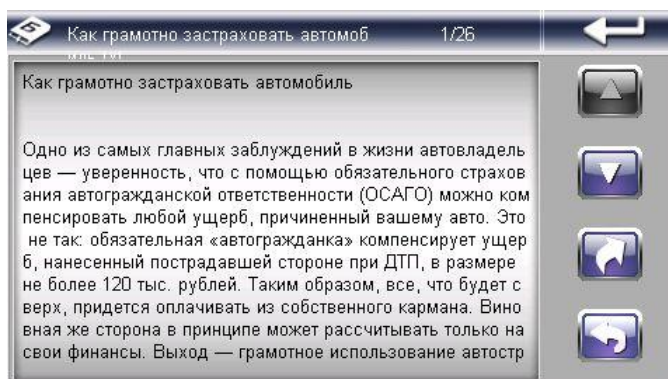 Как грамотно застраховать автомоб 1/26
Как грамотно застраховать автомобиль
Одно из самых главных заблуждений в жизни автовладель
цев — уверенность, что с помощью обязательного страхов
ания автогражданской ответственности (ОСАГО) можно ком
пенсировать любой ущерб, причиненный вашему авто. Это
не так: обязательная «автогражданка» компенсирует ущер
б, нанесенный пострадавшей стороне при ДТП, в размере
не более 120 тыс. рублей. Таким образом, все, что будет с
верх, придется оплачивать из собственного кармана. Вино
вная же сторона в принципе может рассчитывать только на
свои финансы. Выход — грамотное использование автостр